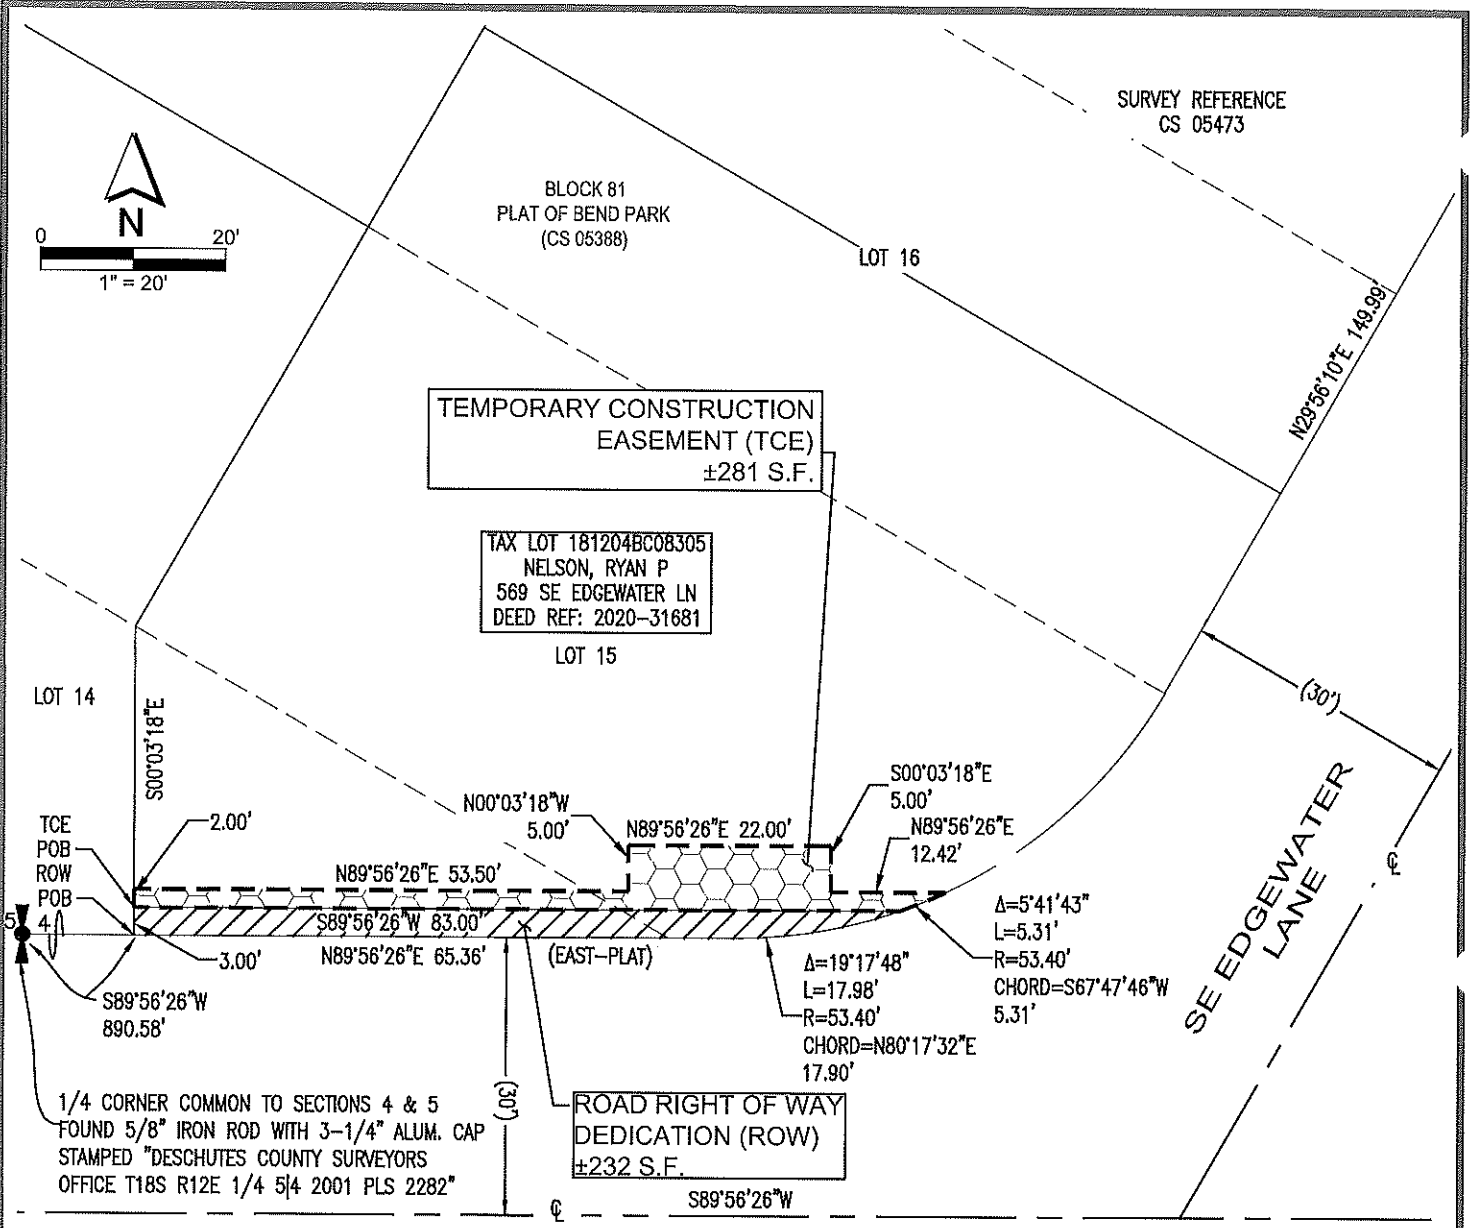 SURVEY REFERENCE
CS 05473
BLOCK 81
PLAT OF BEND PARK
(CS 05388)
N
0 20'
1" = 20'
LOT 16
N29°56'10"E 149.99'
TEMPORARY CONSTRUCTION
EASEMENT (TCE)
±281 S.F.
TAX LOT 181204BC08305
NELSON, RYAN P
569 SE EDGEWATER LN
DEED REF: 2020-31681
LOT 15
LOT 14
S00°03'18"E
(30')
SE EDGEWATER
LANE
℄
TCE
POB
ROW
POB
2.00'
N00°03'18"W
5.00'
N89°56'26"E 22.00'
S00°03'18"E
5.00'
N89°56'26"E
12.42'
N89°56'26"E 53.50'
S89°56'26"W 83.00'
N89°56'26"E 65.36'
(EAST-PLAT)
5 4
3.00'
S89°56'26"W
890.58'
Δ=5°41'43"
L=5.31'
R=53.40'
CHORD=S67°47'46"W
5.31'
Δ=19°17'48"
L=17.98'
R=53.40'
CHORD=N80°17'32"E
17.90'
(30')
1/4 CORNER COMMON TO SECTIONS 4 & 5
FOUND 5/8" IRON ROD WITH 3-1/4" ALUM. CAP
STAMPED "DESCHUTES COUNTY SURVEYORS
OFFICE T18S R12E 1/4 5|4 2001 PLS 2282"
ROAD RIGHT OF WAY
DEDICATION (ROW)
±232 S.F.
S89°56'26"W
℄